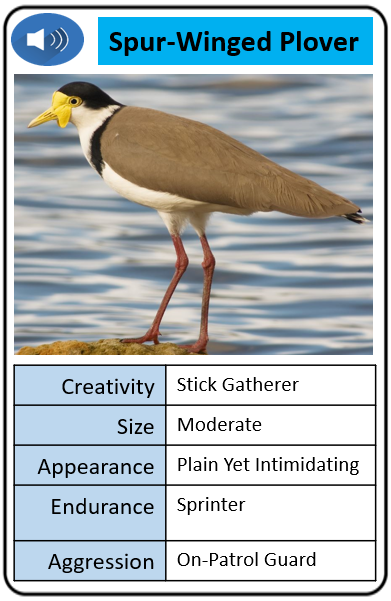 Spur-Winged Plover
Creativity Stick Gatherer
Size Moderate
Appearance Plain Yet Intimidating
Endurance Sprinter
Aggression On-Patrol Guard